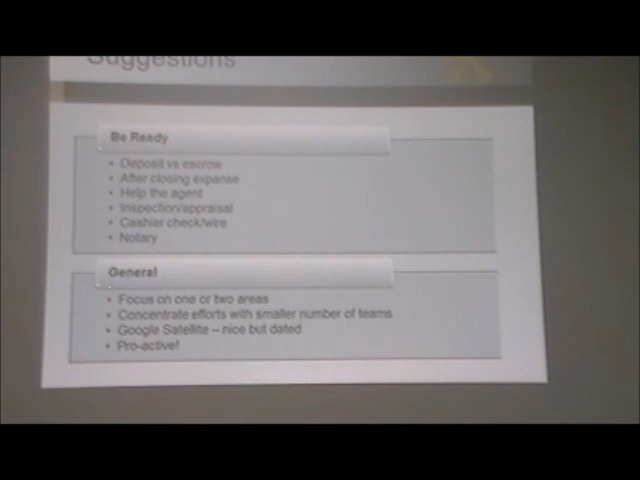 Suggestions
Be Ready
• Deposit vs escrow
• After closing expanse
• Help the agent
• Inspection/appraisal
• Cashier check/wire
• Notary
General
• Focus on one or two areas
• Concentrate efforts with smaller number of teams
• Google Satellite – nice but dated
• Pro-active!